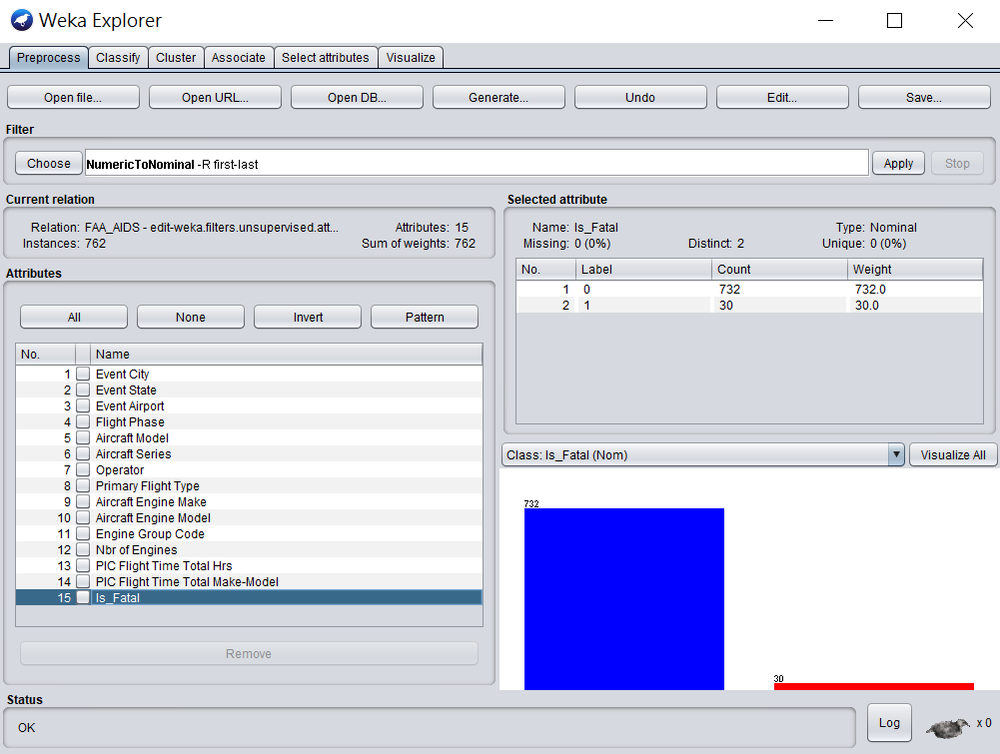 Weka Explorer
Preprocess Classify Cluster Associate Select attributes Visualize
Open file... Open URL... Open DB... Generate... Undo Edit... Save...
Filter
Choose NumericToNominal -R first-last Apply Stop
Current relation
Relation: FAA_AIDS - edit-weka.filters.unsupervised.att... Attributes: 15
Instances: 762 Sum of weights: 762
Attributes
All None Invert Pattern
No. Name
1 Event City
2 Event State
3 Event Airport
4 Flight Phase
5 Aircraft Model
6 Aircraft Series
7 Operator
8 Primary Flight Type
9 Aircraft Engine Make
10 Aircraft Engine Model
11 Engine Group Code
12 Nbr of Engines
13 PIC Flight Time Total Hrs
14 PIC Flight Time Total Make-Model
15 Is_Fatal
Remove
Selected attribute
Name: Is_Fatal Type: Nominal
Missing: 0 (0%) Distinct: 2 Unique: 0 (0%)
No. Label Count Weight
1 0 732 732.0
2 1 30 30.0
Class: Is_Fatal (Nom) Visualize All
732
30
Status
OK
Log x 0